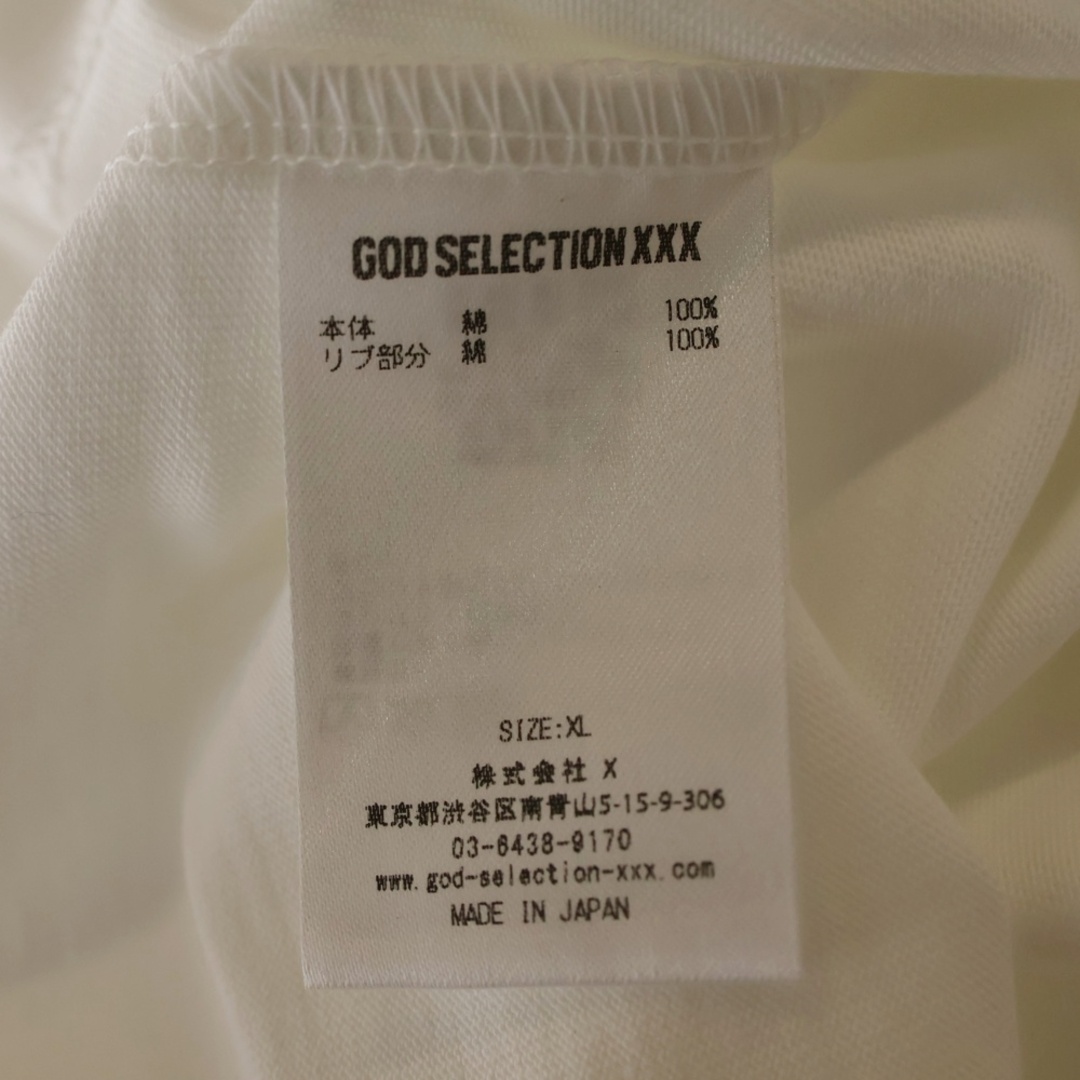 GOD SELECTION XXX
本体 綿 100%
リブ部分 綿 100%
SIZE:XL
株式会社 X
東京都渋谷区南青山5-15-9-306
03-6438-9170
www.god-selection-xxx.com
MADE IN JAPAN